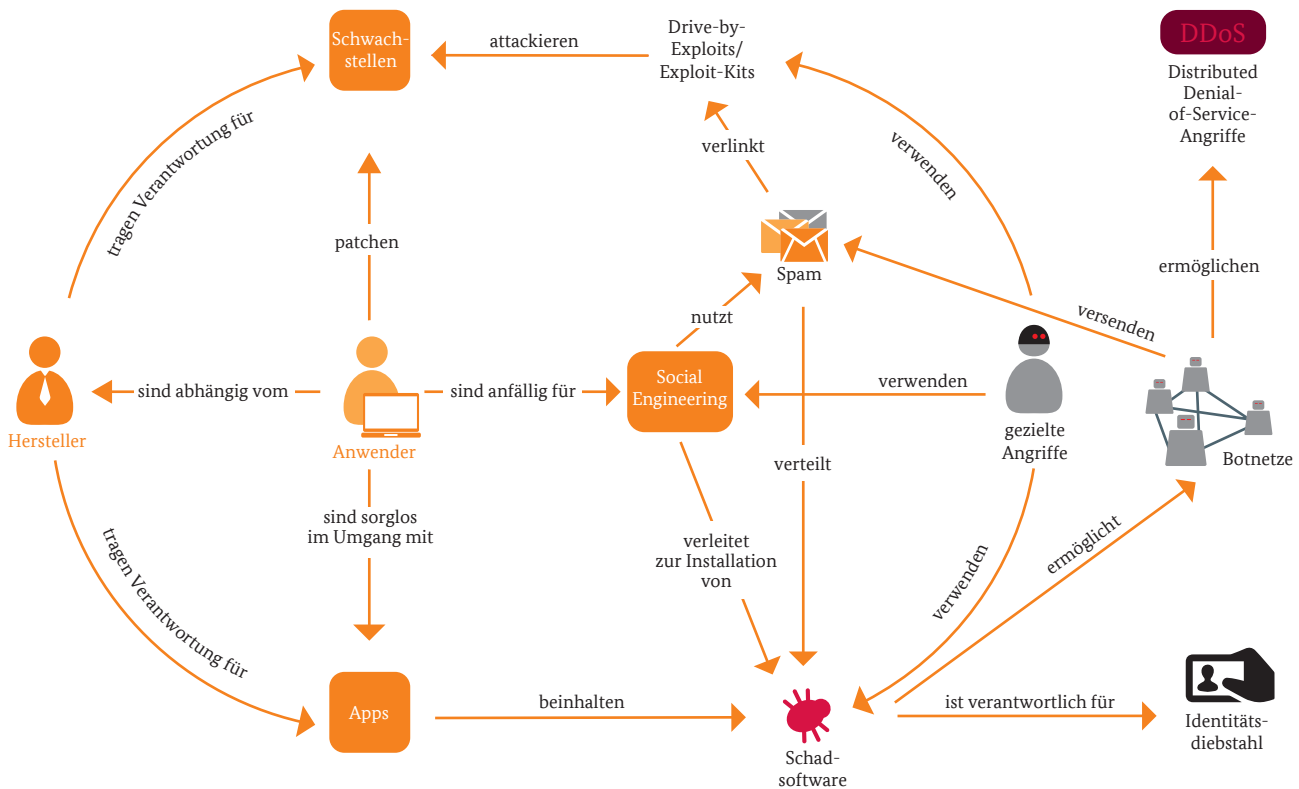 Schwach-
stellen
attackieren
Drive-by-
Exploits/
Exploit-Kits
DDoS
Distributed
Denial-
of-Service-
Angriffe
tragen Verantwortung für
verlinkt
verwenden
patchen
Spam
ermöglichen
nutzt
versenden
Hersteller
sind abhängig vom
Anwender
sind anfällig für
Social
Engineering
verwenden
gezielte
Angriffe
Botnetze
verteilt
sind sorglos
im Umgang mit
verleitet
zur Installation
von
tragen Verantwortung für
verwenden
ermöglicht
Apps
beinhalten
Schad-
software
ist verantwortlich für
Identitäts-
diebstahl